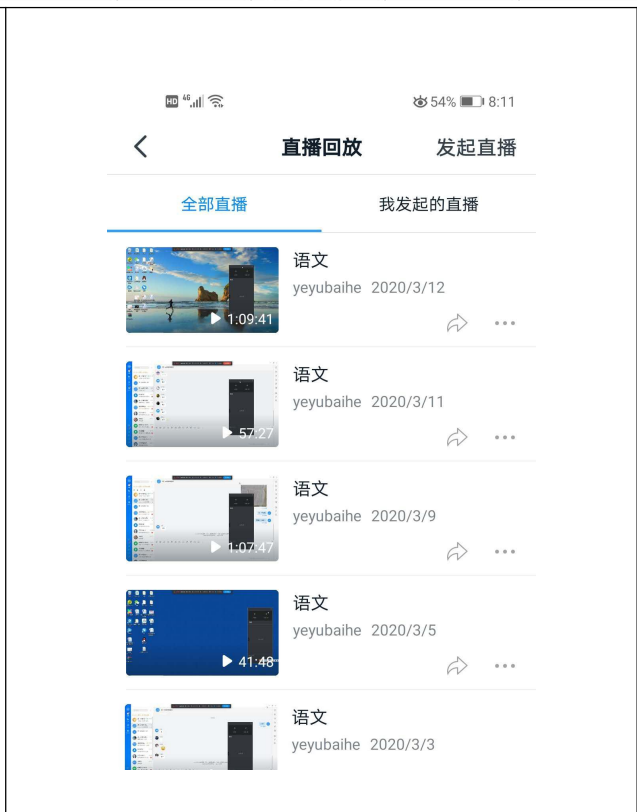 HD 4G 54% 8:11
直播回放 发起直播
全部直播 我发起的直播
语文
yeyubaihe 2020/3/12
1:09:41
语文
yeyubaihe 2020/3/11
57:27
语文
yeyubaihe 2020/3/9
1:07:47
语文
yeyubaihe 2020/3/5
41:48
语文
yeyubaihe 2020/3/3